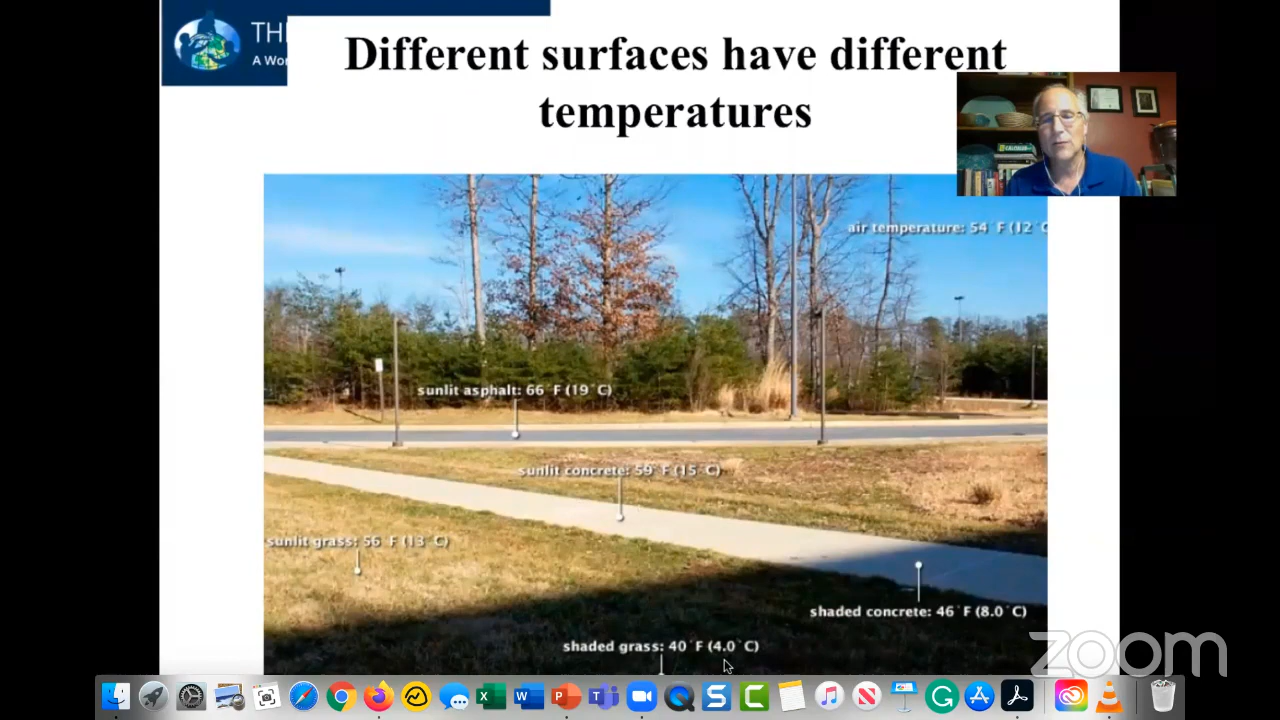 TH
A Wor
Different surfaces have different
temperatures
CALCULUS
air temperature: 54 ˚F (12˚C
sunlit asphalt: 66 ˚F (19˚C)
sunlit concrete: 59˚F (15˚C)
sunlit grass: 56˚F (13˚C)
shaded concrete: 46˚F (8.0˚C)
shaded grass: 40˚F (4.0˚C)
zoom